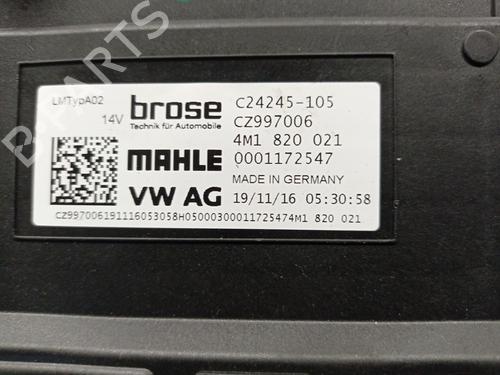 LMTypA02
14V
brose
Technik für Automobile
MAHLE
VW AG
C24245-105
CZ997006
4M1 820 021
0001172547
MADE IN GERMANY
19/11/16 05:30:58
CZ997006191116053058H05000300011725474M1 820 021
B-PARTS